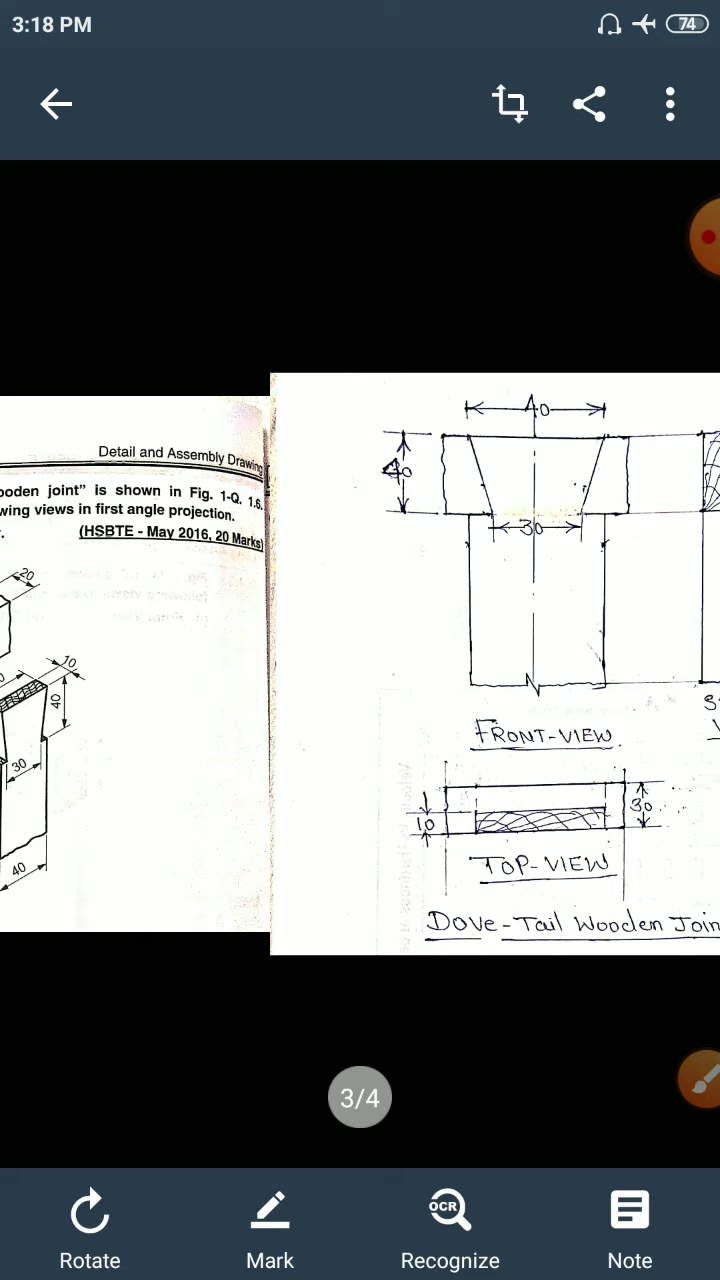 3:18 PM
74
Detail and Assembly Drawing
ooden joint" is shown in Fig. 1-Q. 1.6.
wing views in first angle projection.
(HSBTE - May 2016, 20 Marks)
20
10
40
30
40
40
30
FRONT-VIEW
10
30
TOP-VIEW
DOVE-Tail Wooden Join
3/4
OCR
Rotate
Mark
Recognize
Note